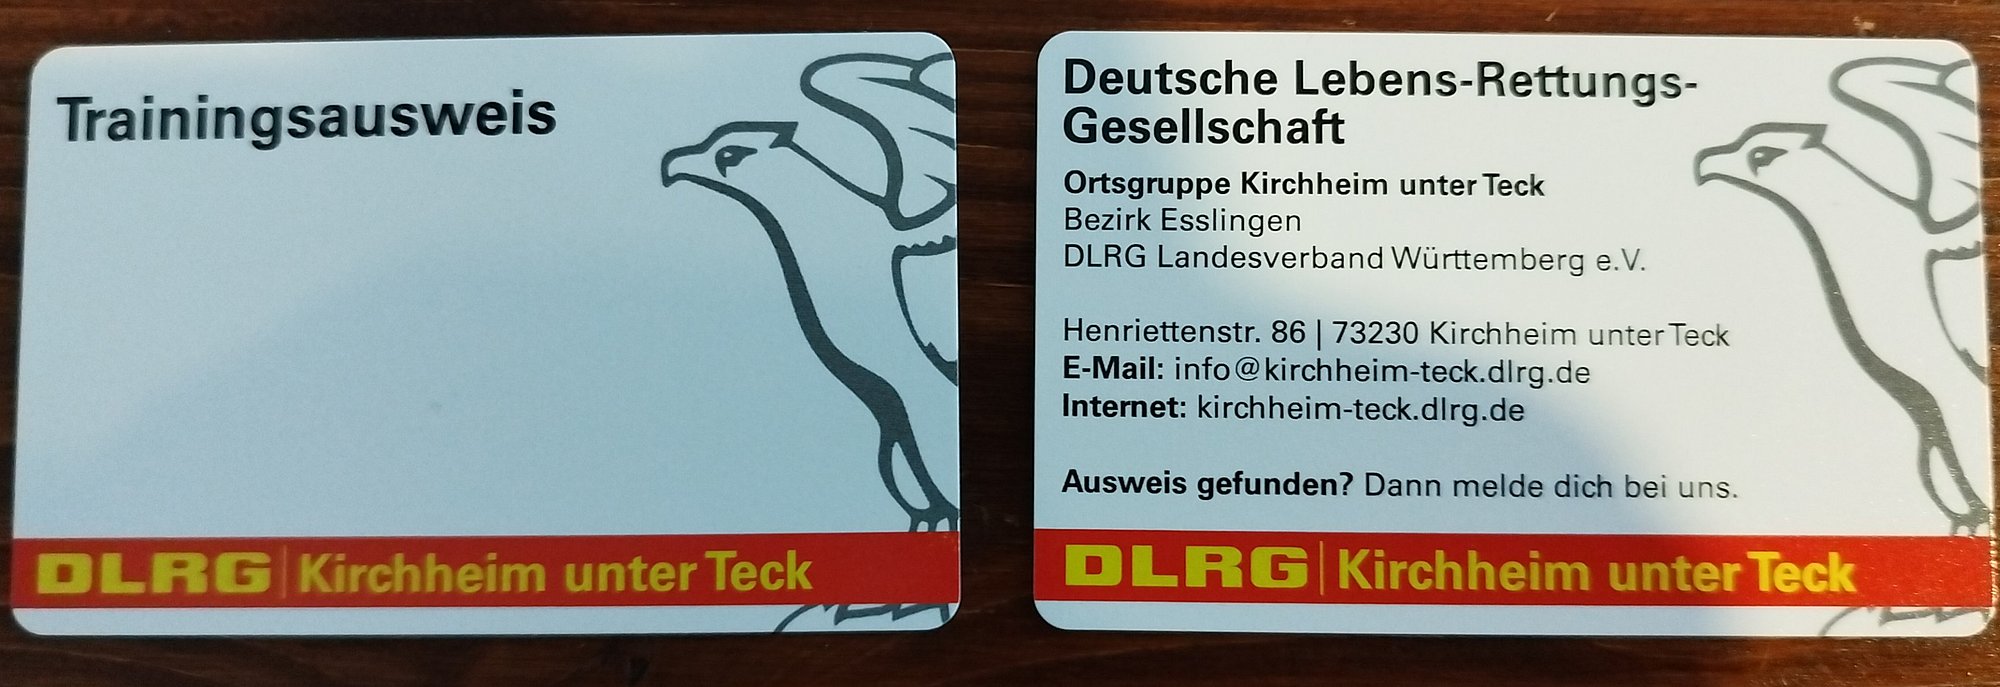 Trainingsausweis
DLRG | Kirchheim unter Teck
Deutsche Lebens-Rettungs-
Gesellschaft
Ortsgruppe Kirchheim unter Teck
Bezirk Esslingen
DLRG Landesverband Württemberg e.V.
Henriettenstr. 86 | 73230 Kirchheim unter Teck
E-Mail: info@kirchheim-teck.dlrg.de
Internet: kirchheim-teck.dlrg.de
Ausweis gefunden? Dann melde dich bei uns.
DLRG | Kirchheim unter Teck